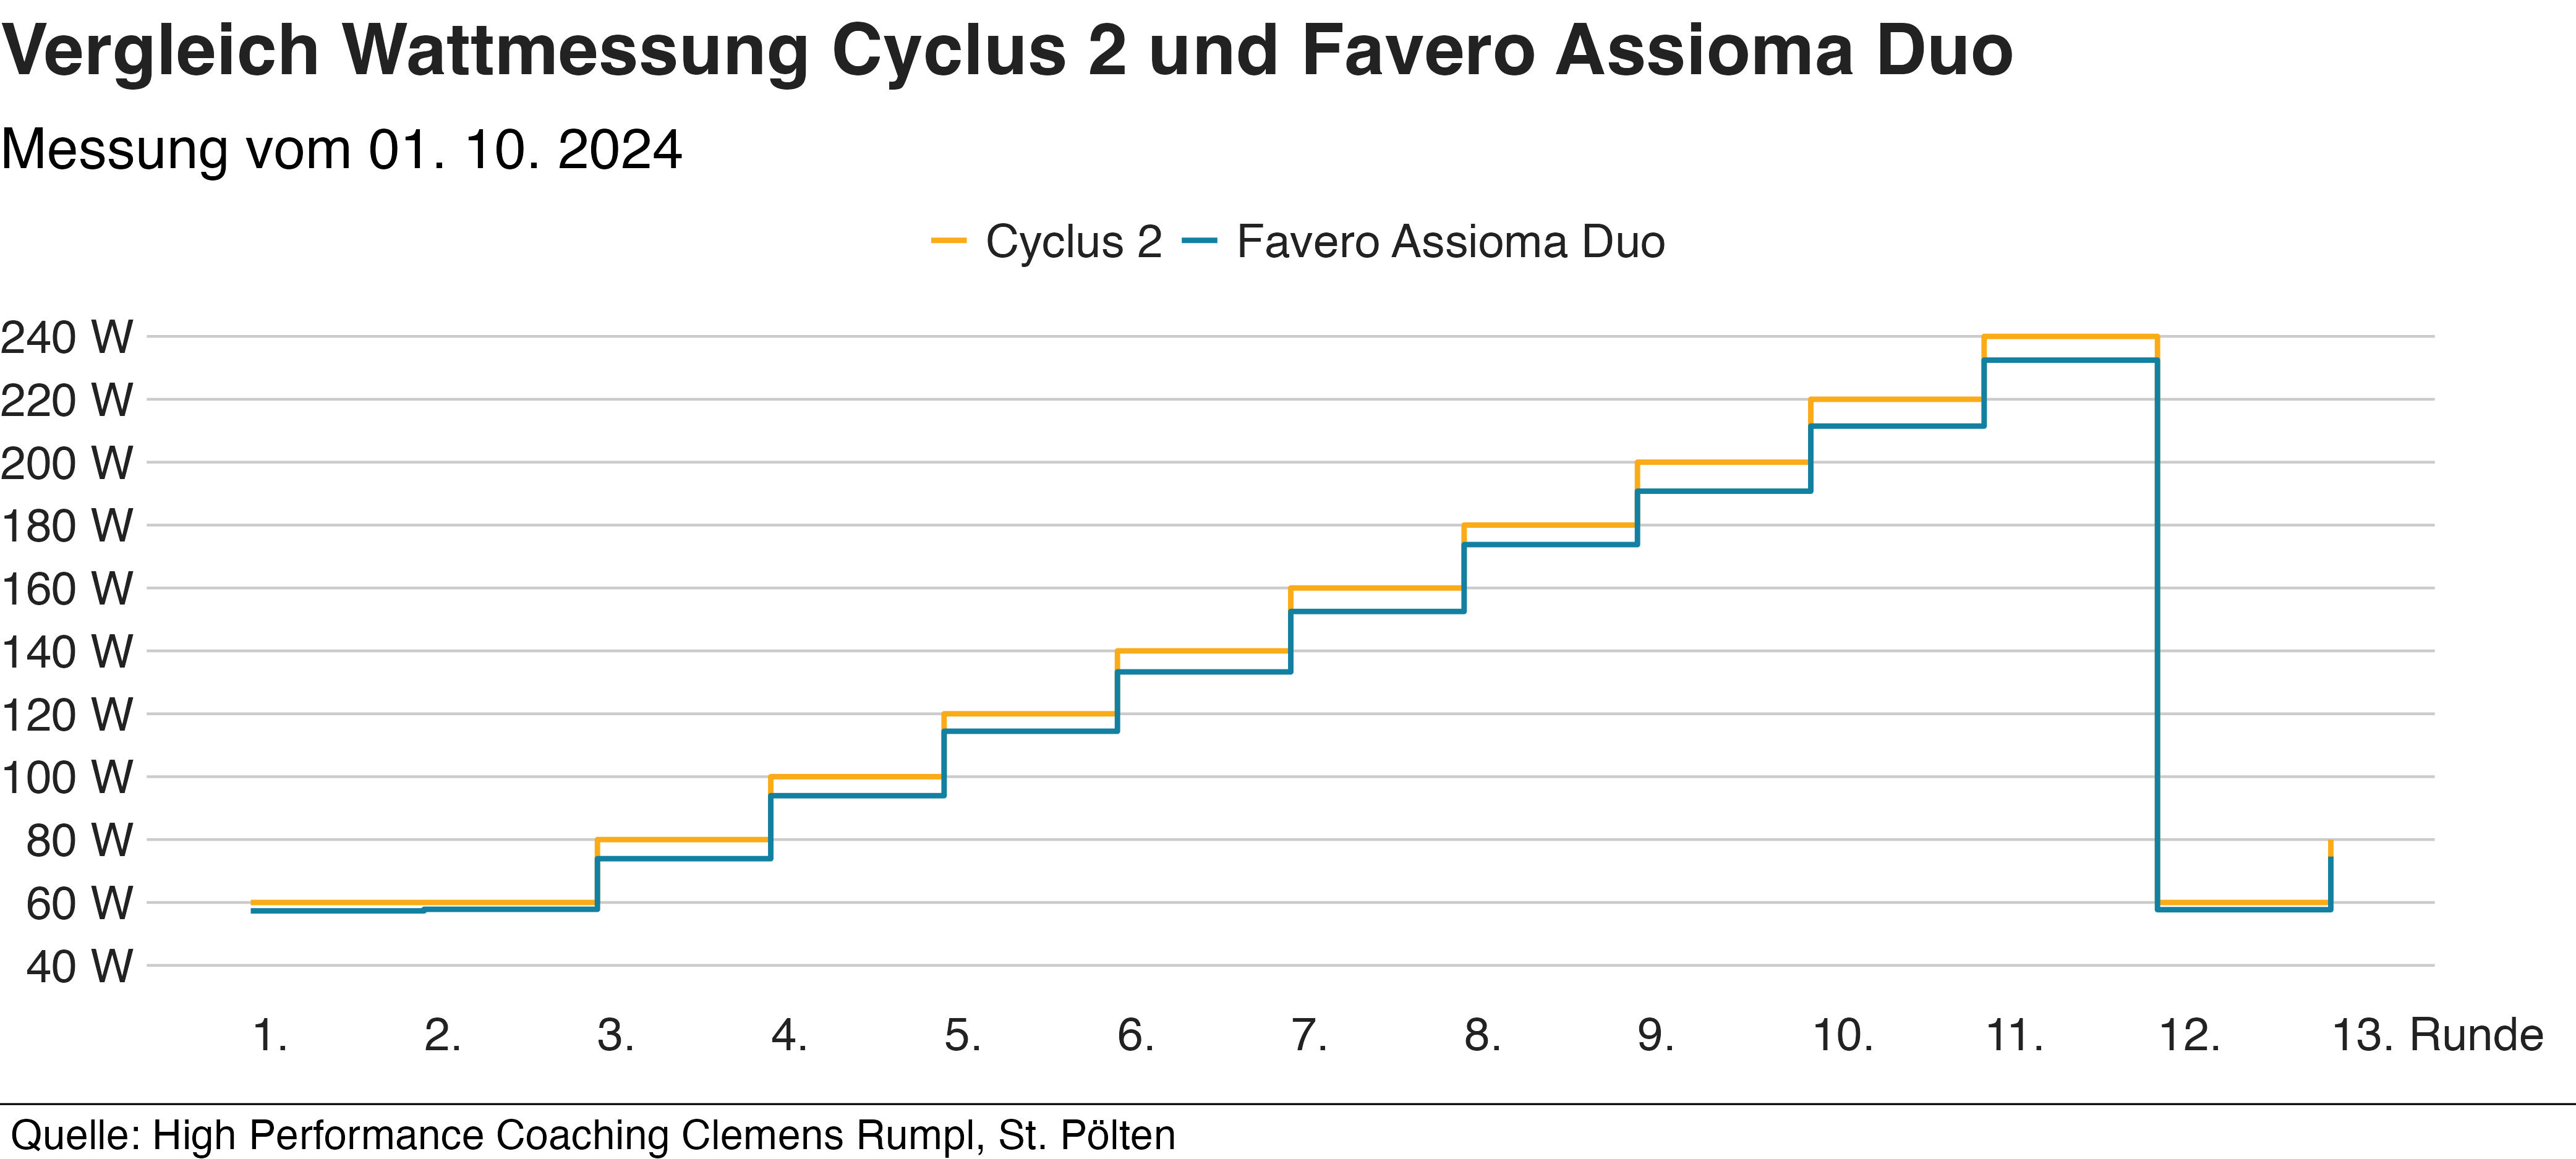 Vergleich Wattmessung Cyclus 2 und Favero Assioma Duo
Messung vom 01. 10. 2024
Cyclus 2 Favero Assioma Duo
240 W
220 W
200 W
180 W
160 W
140 W
120 W
100 W
80 W
60 W
40 W
1. 2. 3. 4. 5. 6. 7. 8. 9. 10. 11. 12. 13. Runde
Quelle: High Performance Coaching Clemens Rumpl, St. Pölten